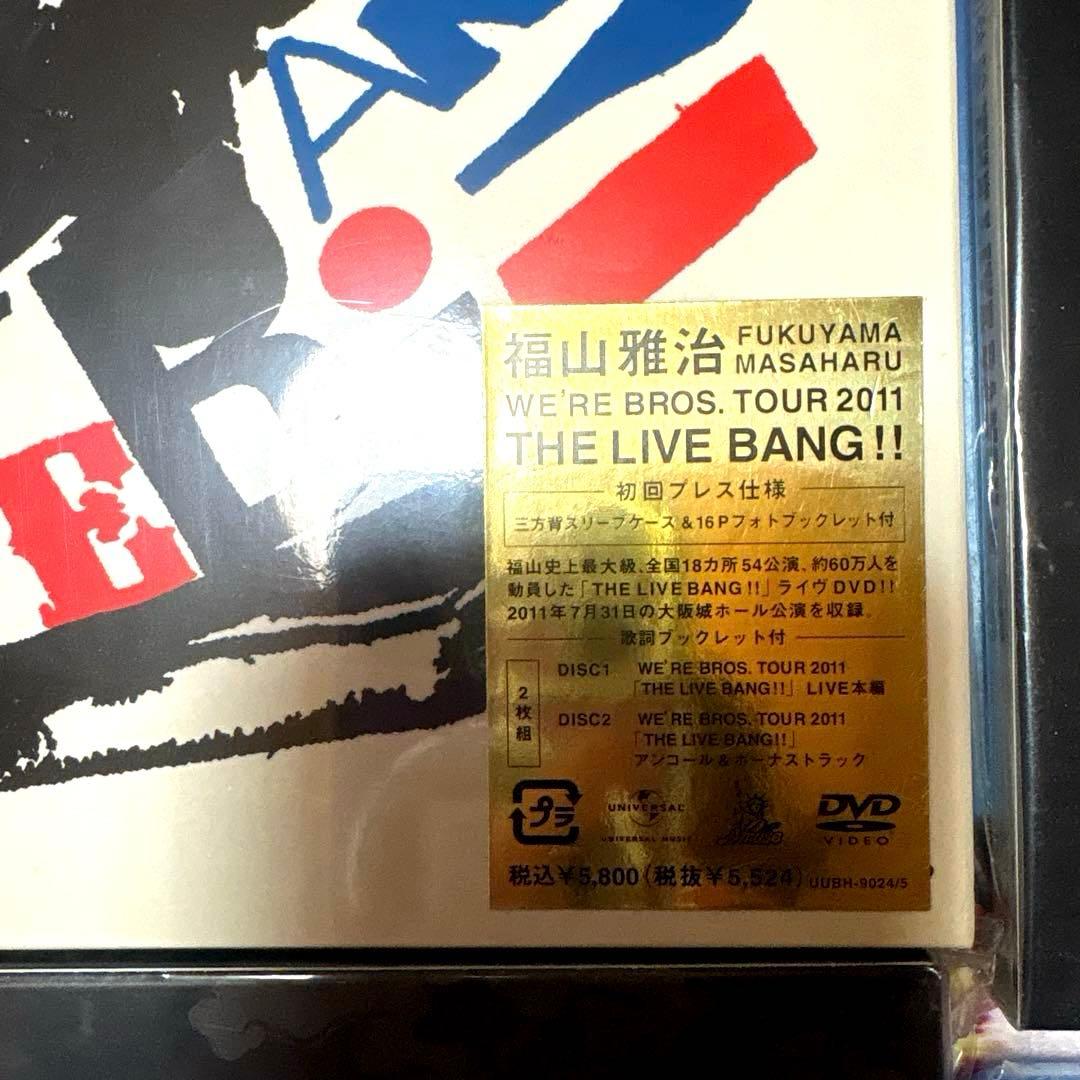 福山雅治 FUKUYAMA MASAHARU
WE'RE BROS. TOUR 2011
THE LIVE BANG!!
初回プレス仕様
三方背スリーブケース&16Pフォトブックレット付
福山史上最大級、全国18カ所54公演、約60万人を
動員した「THE LIVE BANG!!」ライヴDVD!!
2011年7月31日の大阪城ホール公演を収録。
歌詞ブックレット付
2枚組
DISC1 WE'RE BROS. TOUR 2011
「THE LIVE BANG!!」 LIVE本編
DISC2 WE'RE BROS. TOUR 2011
「THE LIVE BANG!!」
アンコール&ボーナストラック
プラ
UNIVERSAL
UNIVERSAL MUSIC
DVD
VIDEO
税込¥5,800(税抜¥5,524) UUBH-9024/5